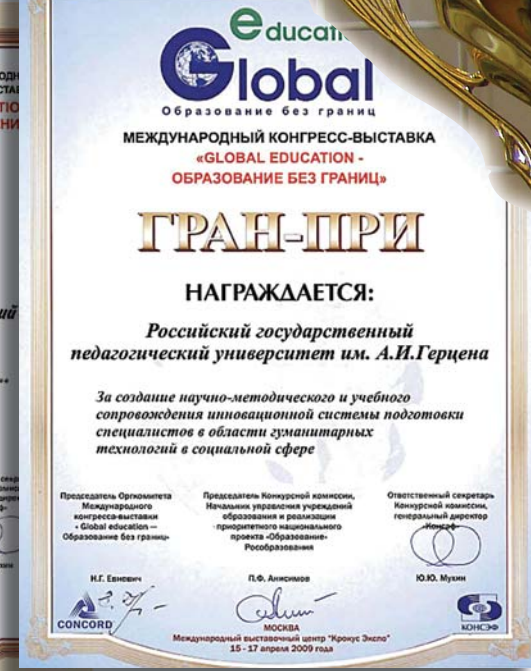 Education
Global
Образование без границ
МЕЖДУНАРОДНЫЙ КОНГРЕСС-ВЫСТАВКА
«GLOBAL EDUCATION -
ОБРАЗОВАНИЕ БЕЗ ГРАНИЦ»
ГРАН-ПРИ
НАГРАЖДАЕТСЯ:
Российский государственный
педагогический университет им. А.И.Герцена
За создание научно-методического и учебного
сопровождения инновационной системы подготовки
специалистов в области гуманитарных
технологий в социальной сфере
Председатель Оргкомитета
Международного
конгресса-выставки
« Global education —
Образование без границ»
Н.Г. Евневич
CONCORD
Председатель Конкурсной комиссии,
Начальник управления учреждений
образования и реализации
приоритетного национального
проекта «Образование»
Рособразования
П.Ф. Анисимов
Ответственный секретарь
Конкурсной комиссии,
генеральный директор
«Консэф»
Ю.Ю. Мухин
КОНСЭФ
МОСКВА
Международный выставочный центр "Крокус Экспо"
15 - 17 апреля 2009 года